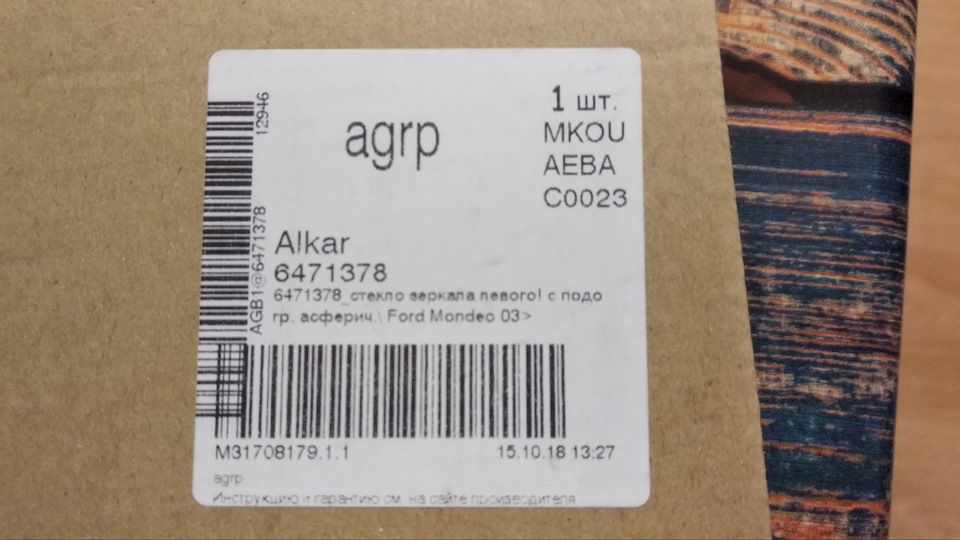 agrp
1 шт.
MKOU
AEBA
C0023
12946
AGB1@6471378
Alkar
6471378
6471378_стекло зеркала левого! с подо
гр. асферич.\ Ford Mondeo 03>
M31708179.1.1
15.10.18 13:27
agrp
Инструкцию и гарантию см. на сайте производителя